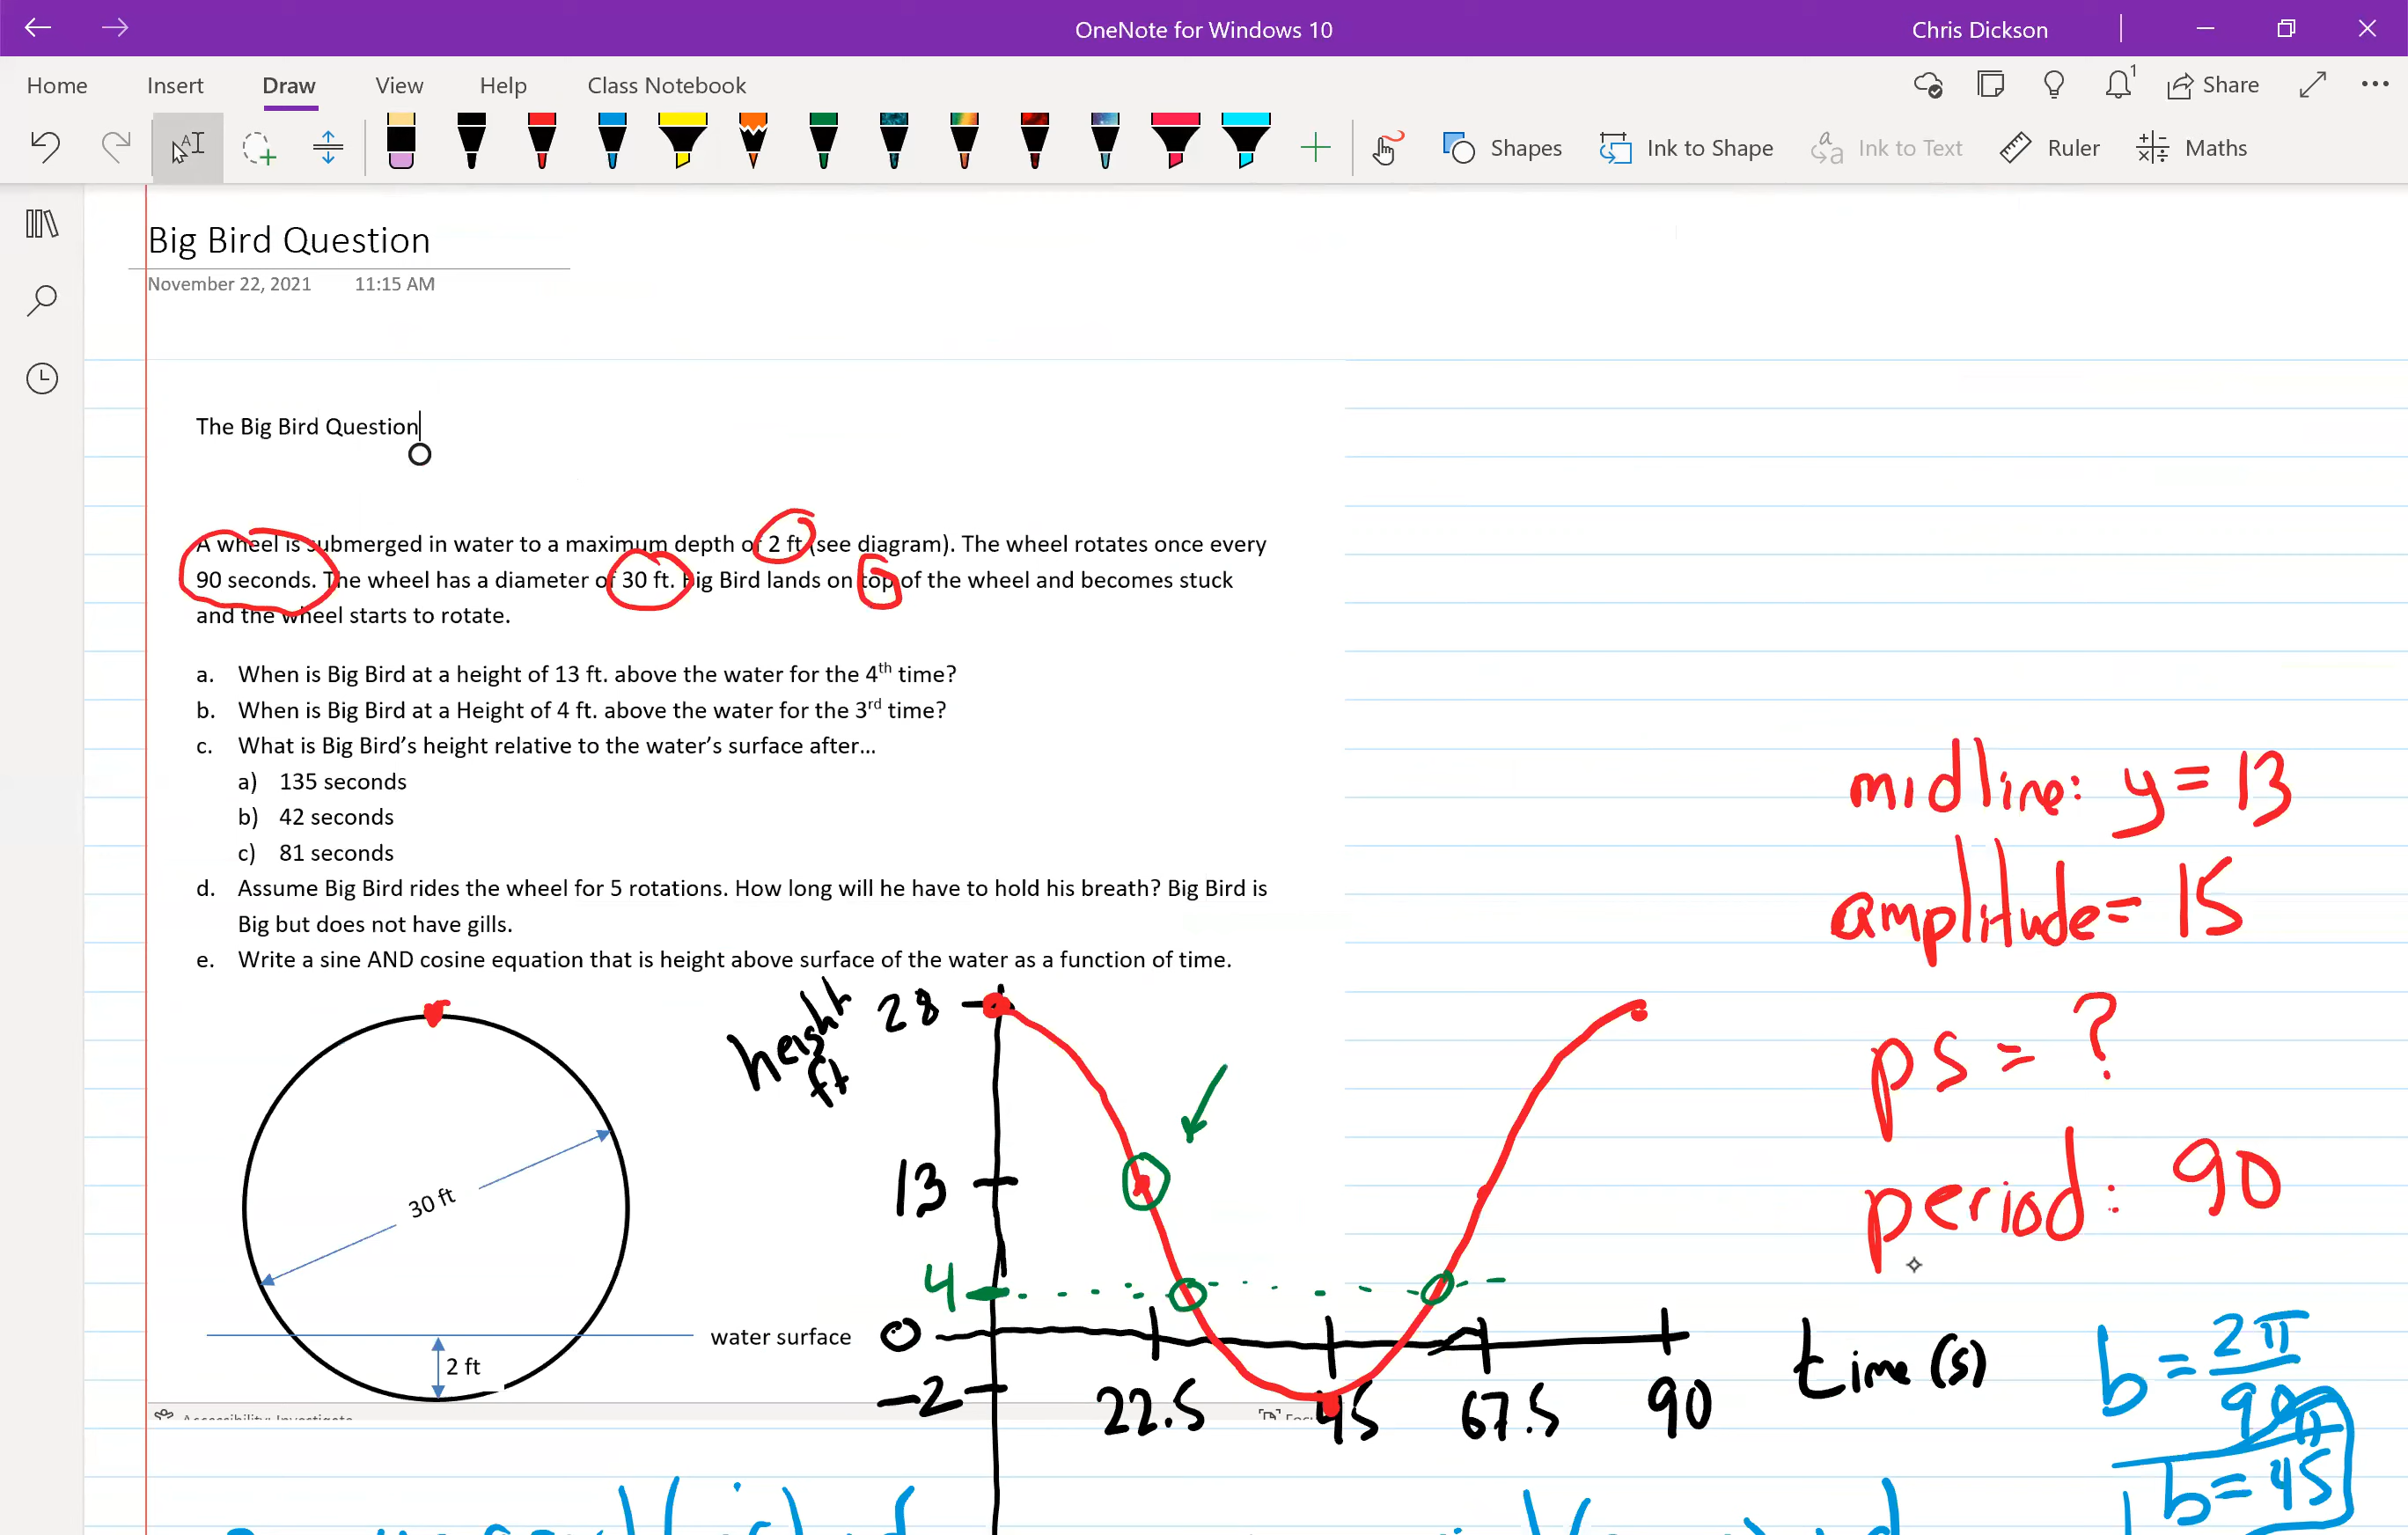 OneNote for Windows 10
Chris Dickson
Home Insert Draw View Help Class Notebook
1
Share
Shapes Ink to Shape Ink to Text Ruler Maths
Big Bird Question
November 22, 2021 11:15 AM
The Big Bird Question
A wheel is submerged in water to a maximum depth of 2 ft (see diagram). The wheel rotates once every
90 seconds. The wheel has a diameter of 30 ft. Big Bird lands on top of the wheel and becomes stuck
and the wheel starts to rotate.
a. When is Big Bird at a height of 13 ft. above the water for the 4th time?
b. When is Big Bird at a Height of 4 ft. above the water for the 3rd time?
c. What is Big Bird's height relative to the water's surface after...
a) 135 seconds
b) 42 seconds
c) 81 seconds
d. Assume Big Bird rides the wheel for 5 rotations. How long will he have to hold his breath? Big Bird is
Big but does not have gills.
e. Write a sine AND cosine equation that is height above surface of the water as a function of time.
midline: y = 13
amplitude = 15
ps = ?
period: 90
b = 2π
90
π
b = 45
30 ft
water surface
2 ft
height
ft
28
13
4
0
-2
22.5 45 67.5 90
time (s)
Accessibility: Investigate